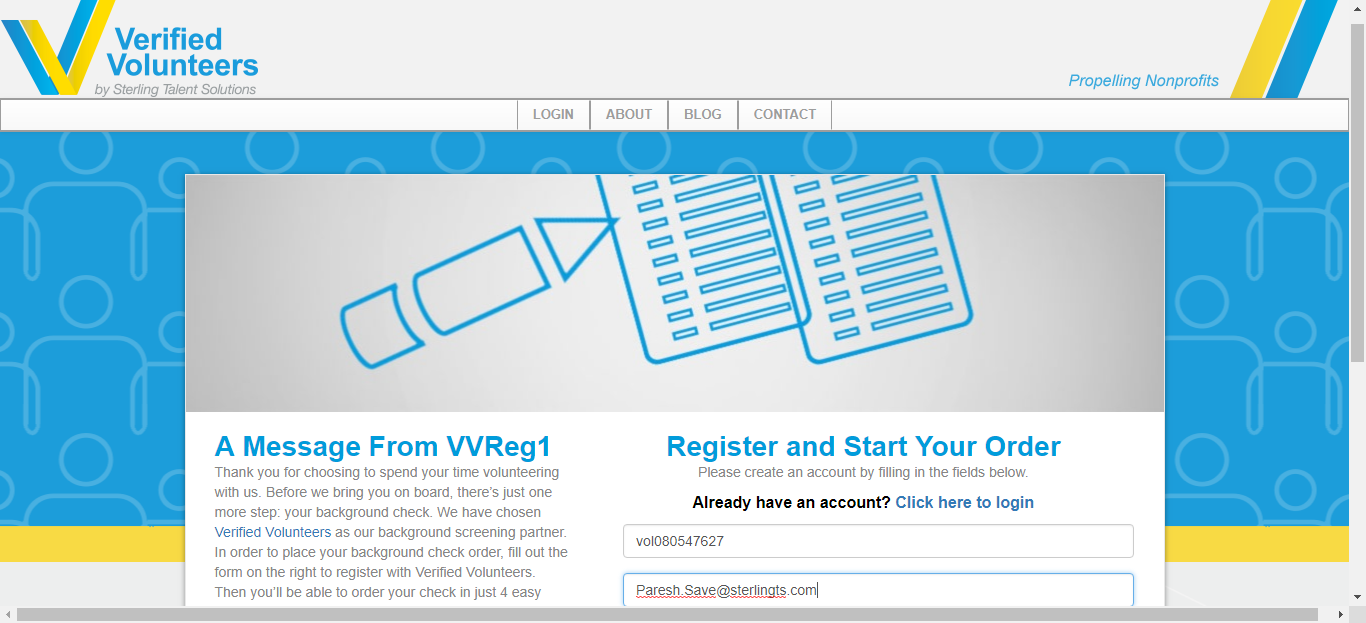 Verified
Volunteers
by Sterling Talent Solutions
Propelling Nonprofits
LOGIN
ABOUT
BLOG
CONTACT
A Message From VVReg1
Thank you for choosing to spend your time volunteering
with us. Before we bring you on board, there's just one
more step: your background check. We have chosen
Verified Volunteers as our background screening partner.
In order to place your background check order, fill out the
form on the right to register with Verified Volunteers.
Then you'll be able to order your check in just 4 easy
Register and Start Your Order
Please create an account by filling in the fields below.
Already have an account? Click here to login
vol080547627
Paresh.Save@sterlingts.com